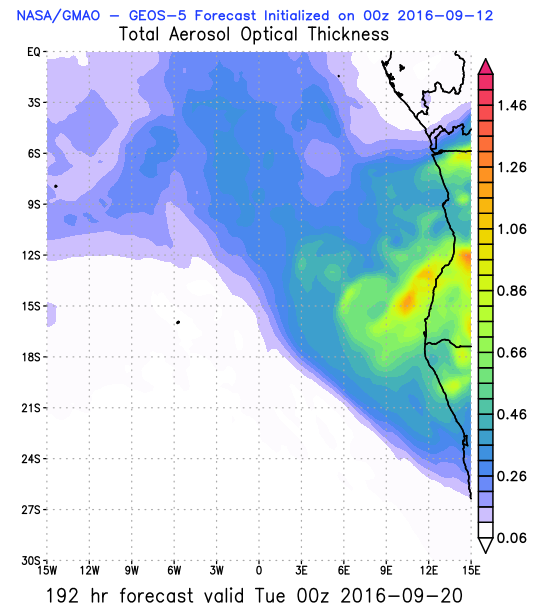 NASA/GMAO - GEOS-5 Forecast Initialized on 00z 2016-09-12
Total Aerosol Optical Thickness
EQ
3S
6S
9S
12S
15S
18S
21S
24S
27S
30S
15W 12W 9W 6W 3W 0 3E 6E 9E 12E 15E
1.46
1.26
1.06
0.86
0.66
0.46
0.26
0.06
192 hr forecast valid Tue 00z 2016-09-20